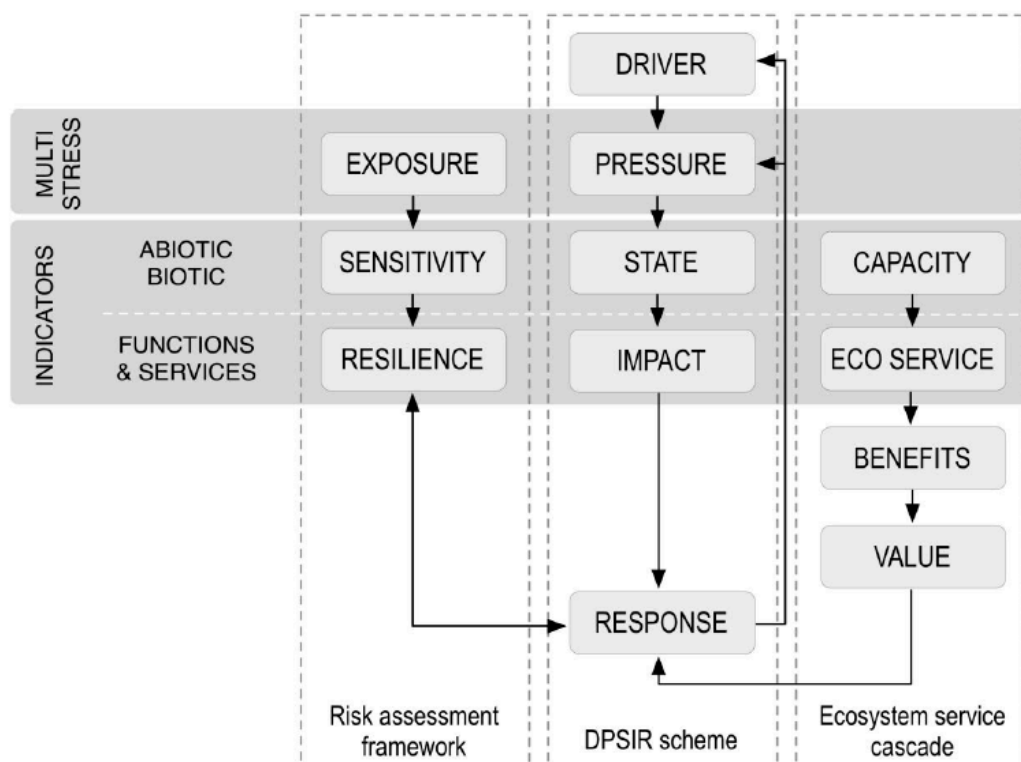 DRIVER
MULTI
STRESS
EXPOSURE
PRESSURE
INDICATORS
ABIOTIC
BIOTIC
SENSITIVITY
STATE
CAPACITY
FUNCTIONS
& SERVICES
RESILIENCE
IMPACT
ECO SERVICE
BENEFITS
VALUE
RESPONSE
Risk assessment
framework
DPSIR scheme
Ecosystem service
cascade